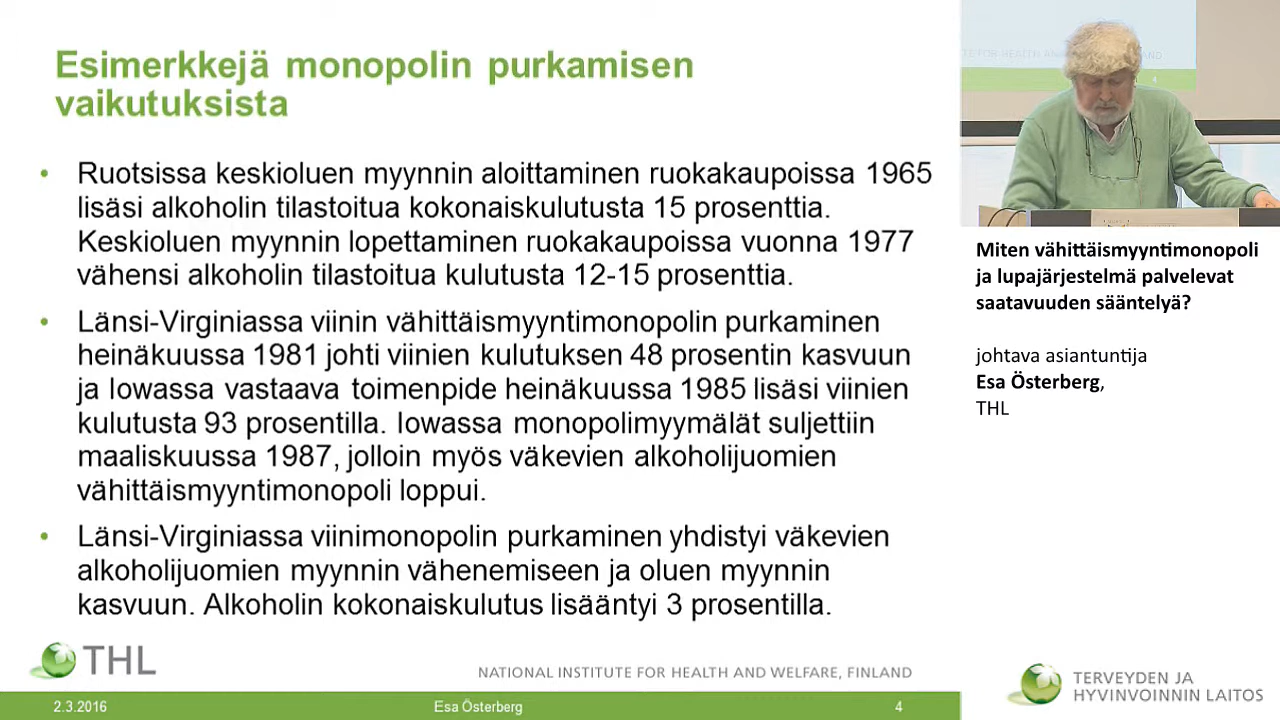 Esimerkkejä monopolin purkamisen
vaikutuksista
• Ruotsissa keskioluen myynnin aloittaminen ruokakaupoissa 1965
lisäsi alkoholin tilastoitua kokonaiskulutusta 15 prosenttia.
Keskioluen myynnin lopettaminen ruokakaupoissa vuonna 1977
vähensi alkoholin tilastoitua kulutusta 12-15 prosenttia.
• Länsi-Virginiassa viinin vähittäismyyntimonopolin purkaminen
heinäkuussa 1981 johti viinien kulutuksen 48 prosentin kasvuun
ja Iowassa vastaava toimenpide heinäkuussa 1985 lisäsi viinien
kulutusta 93 prosentilla. Iowassa monopolimyymälät suljettiin
maaliskuussa 1987, jolloin myös väkevien alkoholijuomien
vähittäismyyntimonopoli loppui.
• Länsi-Virginiassa viinimonopolin purkaminen yhdistyi väkevien
alkoholijuomien myynnin vähenemiseen ja oluen myynnin
kasvuun. Alkoholin kokonaiskulutus lisääntyi 3 prosentilla.
THL
NATIONAL INSTITUTE FOR HEALTH AND WELFARE, FINLAND
2.3.2016
Esa Österberg
4
Miten vähittäismyyntimonopoli
ja lupajärjestelmä palvelevat
saatavuuden sääntelyä?
johtava asiantuntija
Esa Österberg,
THL
TERVEYDEN JA
HYVINVOINNIN LAITOS